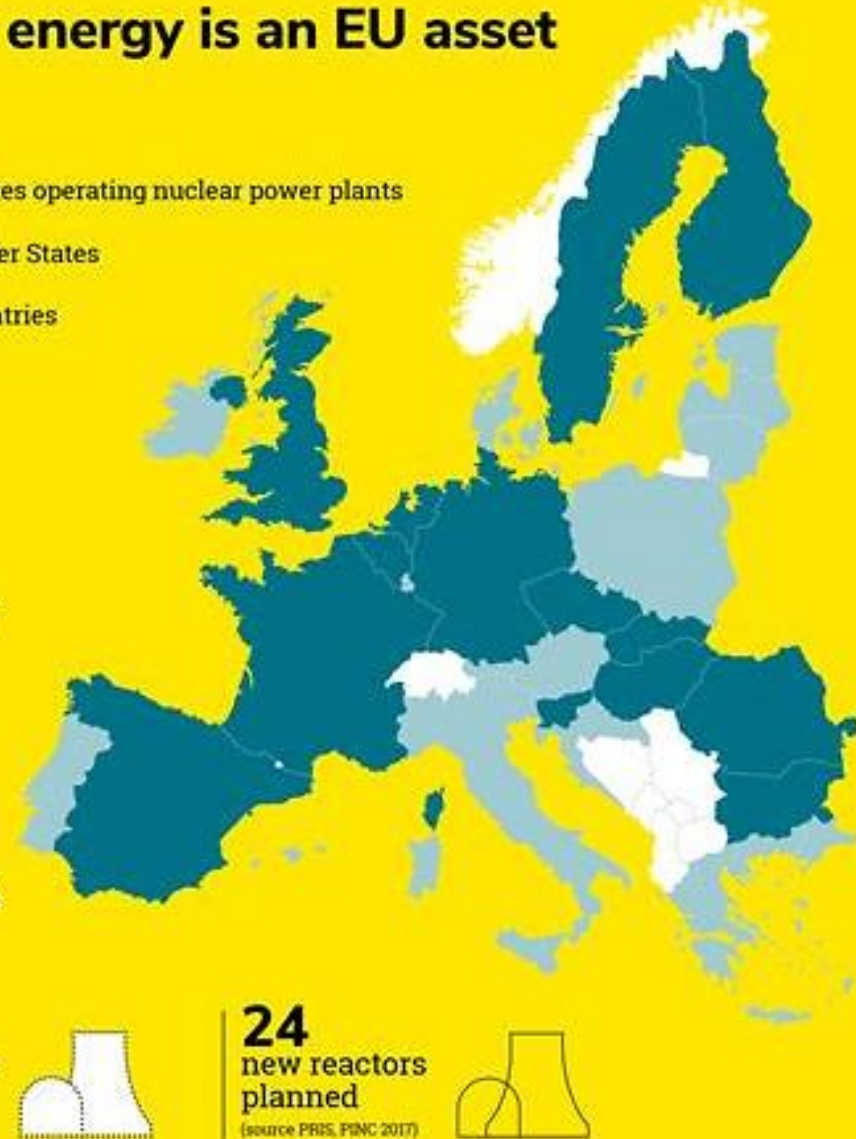 energy is an EU asset
es operating nuclear power plants
er States
tries
24
new reactors
planned
(source PRIS, PINC 2017)